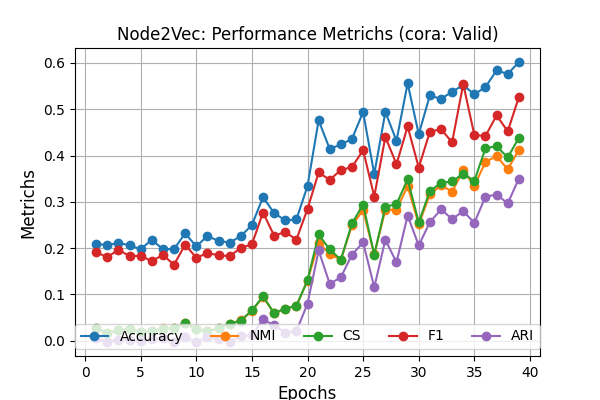 Node2Vec: Performance Metrichs (cora: Valid)
Metrichs
0.6
0.5
0.4
0.3
0.2
0.1
0.0
Accuracy NMI CS F1 ARI
0 5 10 15 20 25 30 35 40
Epochs